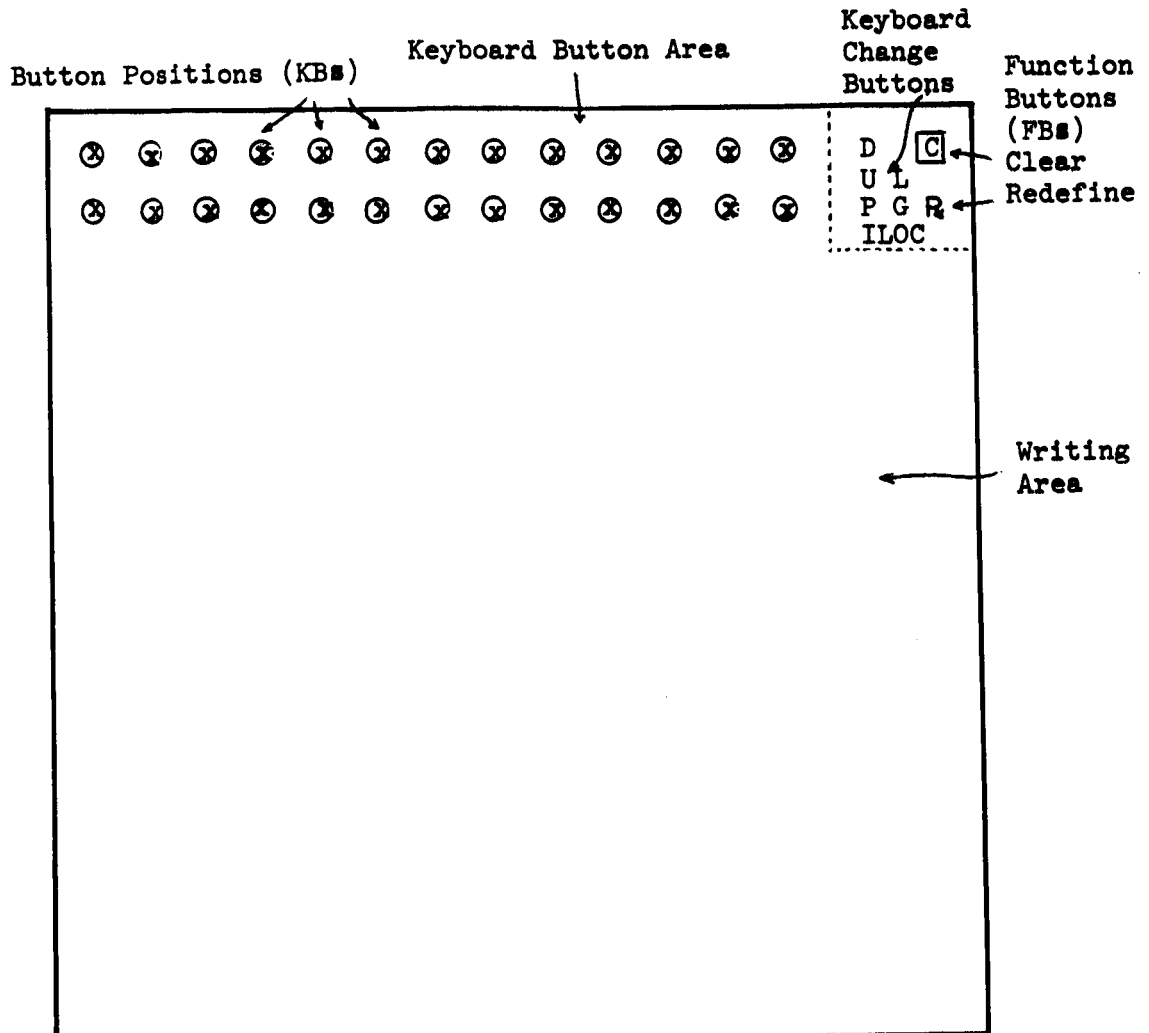 Keyboard
Change
Buttons
Keyboard Button Area
Button Positions (KBs)
Function
Buttons
(FBs)
Clear
Redefine
ⓧ ⓧ ⓧ ⓧ ⓧ ⓧ ⓧ ⓧ ⓧ ⓧ ⓧ ⓧ ⓧ D C
U L
ⓧ ⓧ ⓧ ⓧ ⓧ ⓧ ⓧ ⓧ ⓧ ⓧ ⓧ ⓧ ⓧ P G R
ILOC
Writing
Area